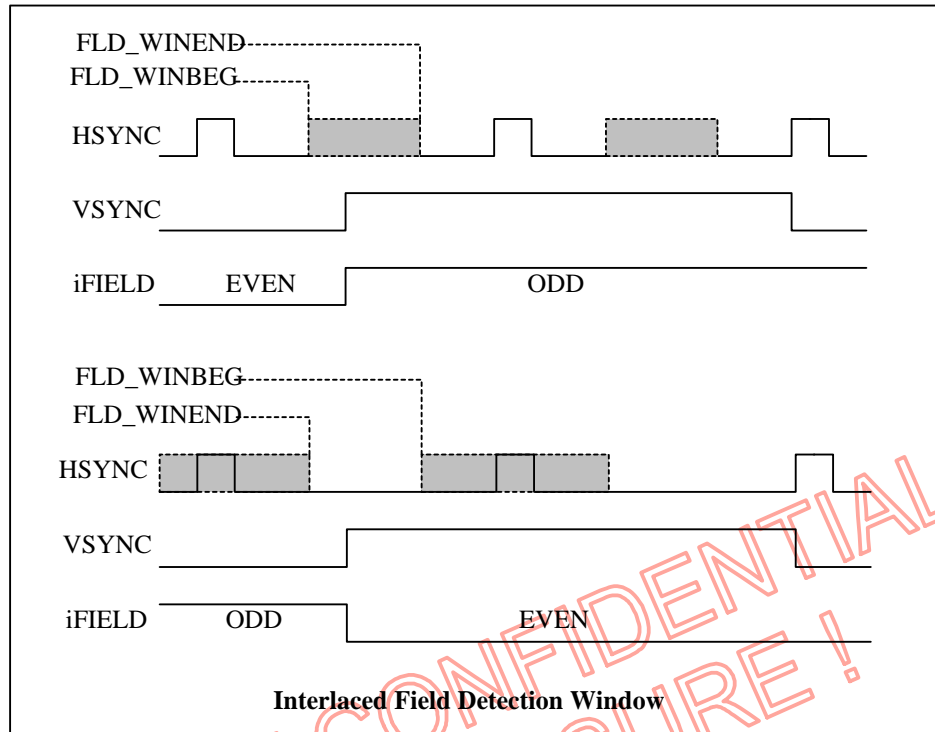 FLD_WINEND
FLD_WINBEG
HSYNC
VSYNC
iFIELD EVEN ODD
FLD_WINBEG
FLD_WINEND
HSYNC
VSYNC
iFIELD ODD EVEN
Interlaced Field Detection Window
CONFIDENTIAL
SURE !